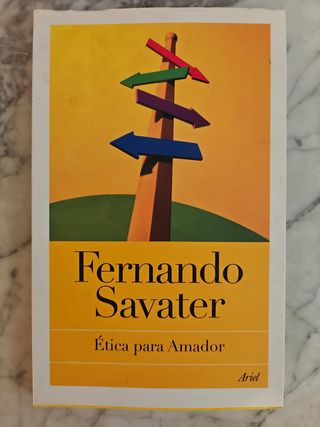 Fernando
Savater
Ética para Amador
Ariel